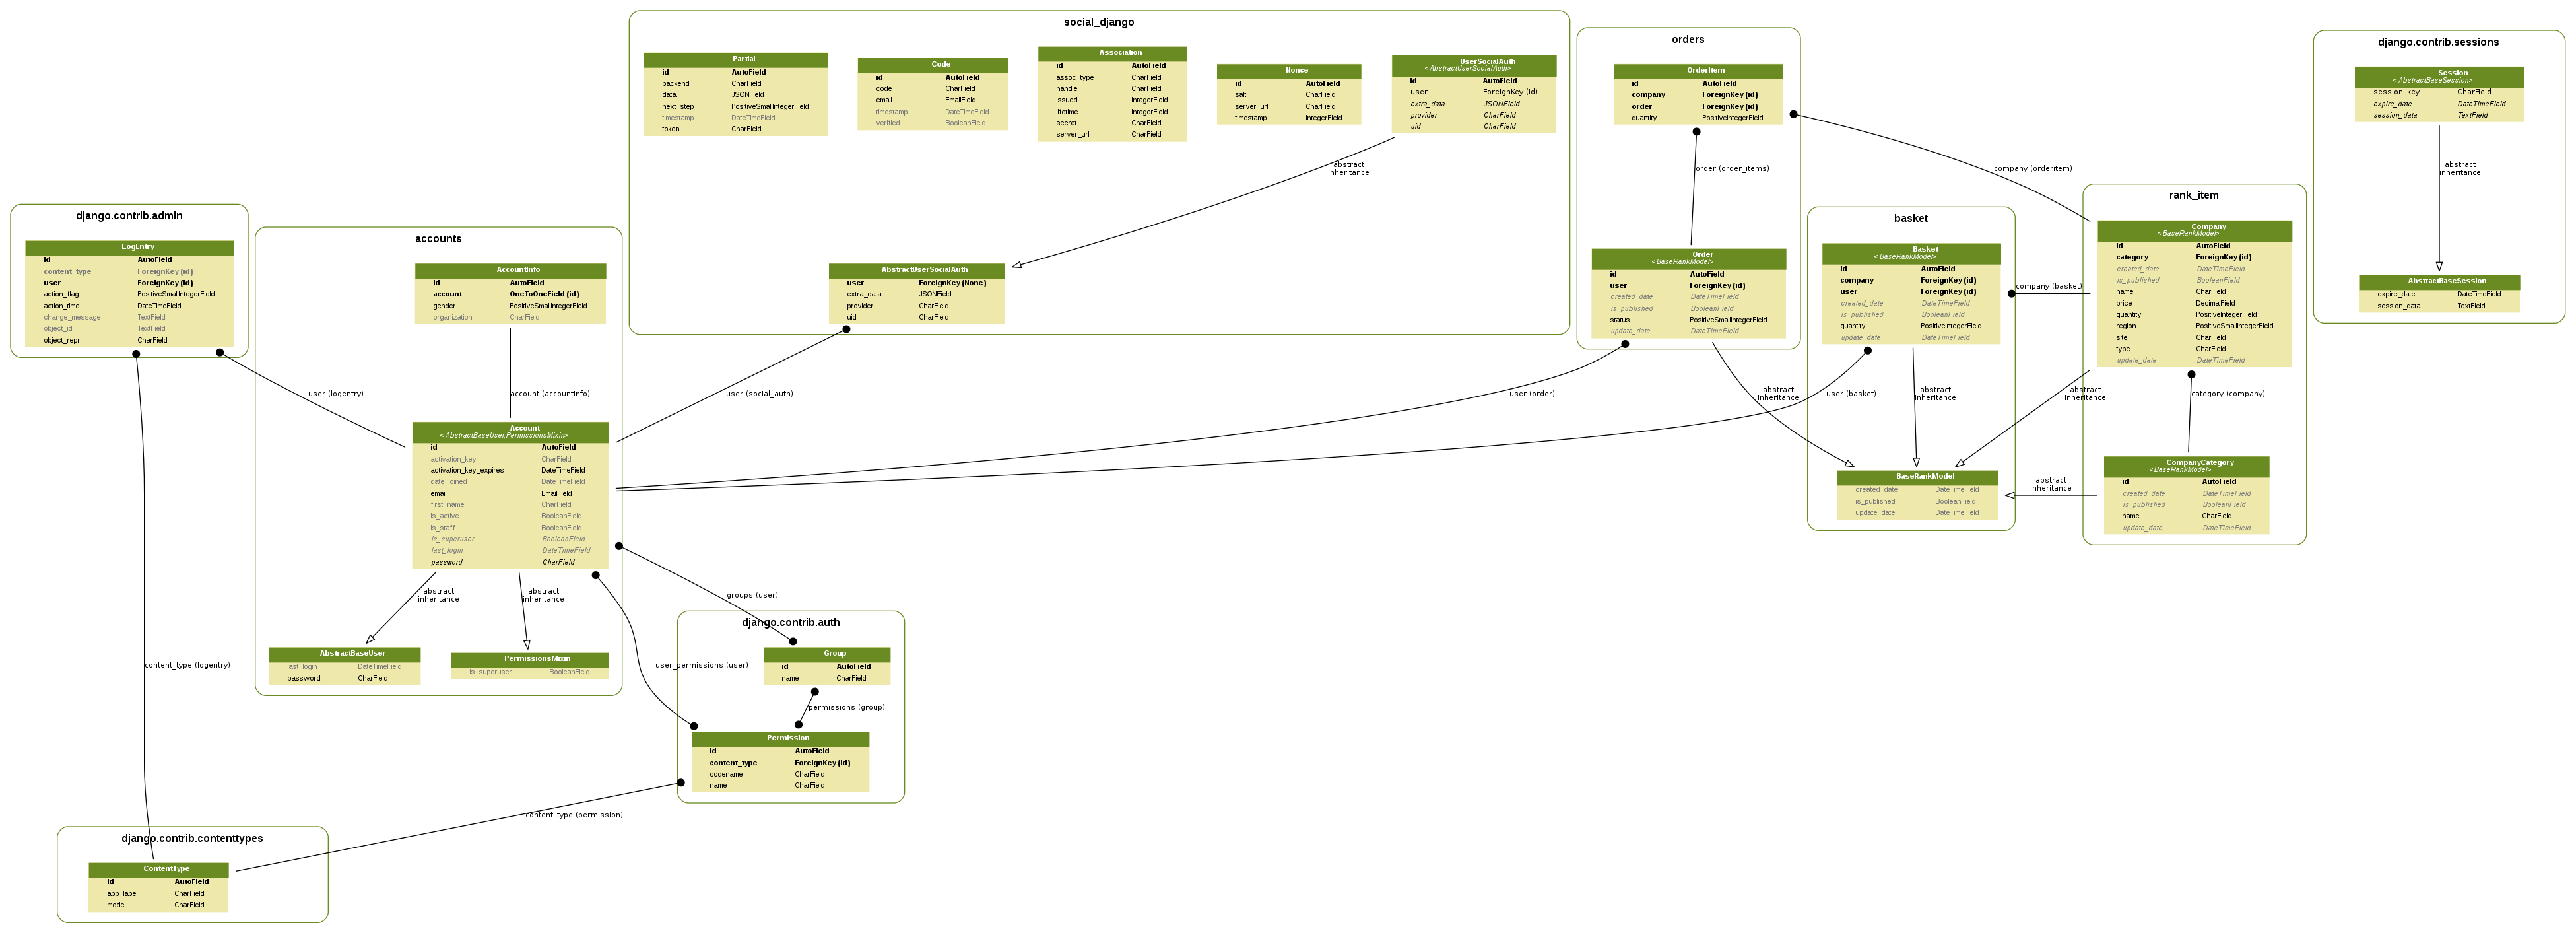 social_django
Partial
id AutoField
backend CharField
data JSONField
next_step PositiveSmallIntegerField
timestamp DateTimeField
token CharField
Code
id AutoField
code CharField
email EmailField
timestamp DateTimeField
verified BooleanField
Association
id AutoField
assoc_type CharField
handle CharField
issued IntegerField
lifetime IntegerField
secret CharField
server_url CharField
Nonce
id AutoField
salt CharField
server_url CharField
timestamp IntegerField
UserSocialAuth
<AbstractUserSocialAuth>
id AutoField
user ForeignKey (id)
extra_data JSONField
provider CharField
uid CharField
abstract
inheritance
AbstractUserSocialAuth
user ForeignKey (None)
extra_data JSONField
provider CharField
uid CharField
orders
OrderItem
id AutoField
company ForeignKey (id)
order ForeignKey (id)
quantity PositiveIntegerField
order (order_items)
company (orderitem)
Order
<BaseRankModel>
id AutoField
user ForeignKey (id)
created_date DateTimeField
is_published BooleanField
status PositiveSmallIntegerField
update_date DateTimeField
basket
Basket
<BaseRankModel>
id AutoField
company ForeignKey (id)
user ForeignKey (id)
created_date DateTimeField
is_published BooleanField
quantity PositiveIntegerField
update_date DateTimeField
company (basket)
rank_item
Company
<BaseRankModel>
id AutoField
category ForeignKey (id)
created_date DateTimeField
is_published BooleanField
name CharField
price DecimalField
quantity PositiveIntegerField
region PositiveSmallIntegerField
site CharField
type CharField
update_date DateTimeField
django.contrib.sessions
Session
<AbstractBaseSession>
session_key CharField
expire_date DateTimeField
session_data TextField
abstract
inheritance
AbstractBaseSession
expire_date DateTimeField
session_data TextField
django.contrib.admin
LogEntry
id AutoField
content_type ForeignKey (id)
user ForeignKey (id)
action_flag PositiveSmallIntegerField
action_time DateTimeField
change_message TextField
object_id TextField
object_repr CharField
accounts
AccountInfo
id AutoField
account OneToOneField (id)
gender PositiveSmallIntegerField
organization CharField
user (logentry)
account (accountinfo)
user (social_auth)
user (order)
abstract
inheritance
user (basket)
abstract
inheritance
abstract
inheritance
category (company)
Account
<AbstractBaseUser,PermissionsMixin>
id AutoField
activation_key CharField
activation_key_expires DateTimeField
date_joined DateTimeField
email EmailField
first_name CharField
is_active BooleanField
is_staff BooleanField
is_superuser BooleanField
last_login DateTimeField
password CharField
BaseRankModel
created_date DateTimeField
is_published BooleanField
update_date DateTimeField
abstract
inheritance
CompanyCategory
<BaseRankModel>
id AutoField
created_date DateTimeField
is_published BooleanField
name CharField
update_date DateTimeField
abstract
inheritance
abstract
inheritance
groups (user)
AbstractBaseUser
last_login DateTimeField
password CharField
PermissionsMixin
is_superuser BooleanField
content_type (logentry)
user_permissions (user)
django.contrib.auth
Group
id AutoField
name CharField
permissions (group)
Permission
id AutoField
content_type ForeignKey (id)
codename CharField
name CharField
content_type (permission)
django.contrib.contenttypes
ContentType
id AutoField
app_label CharField
model CharField